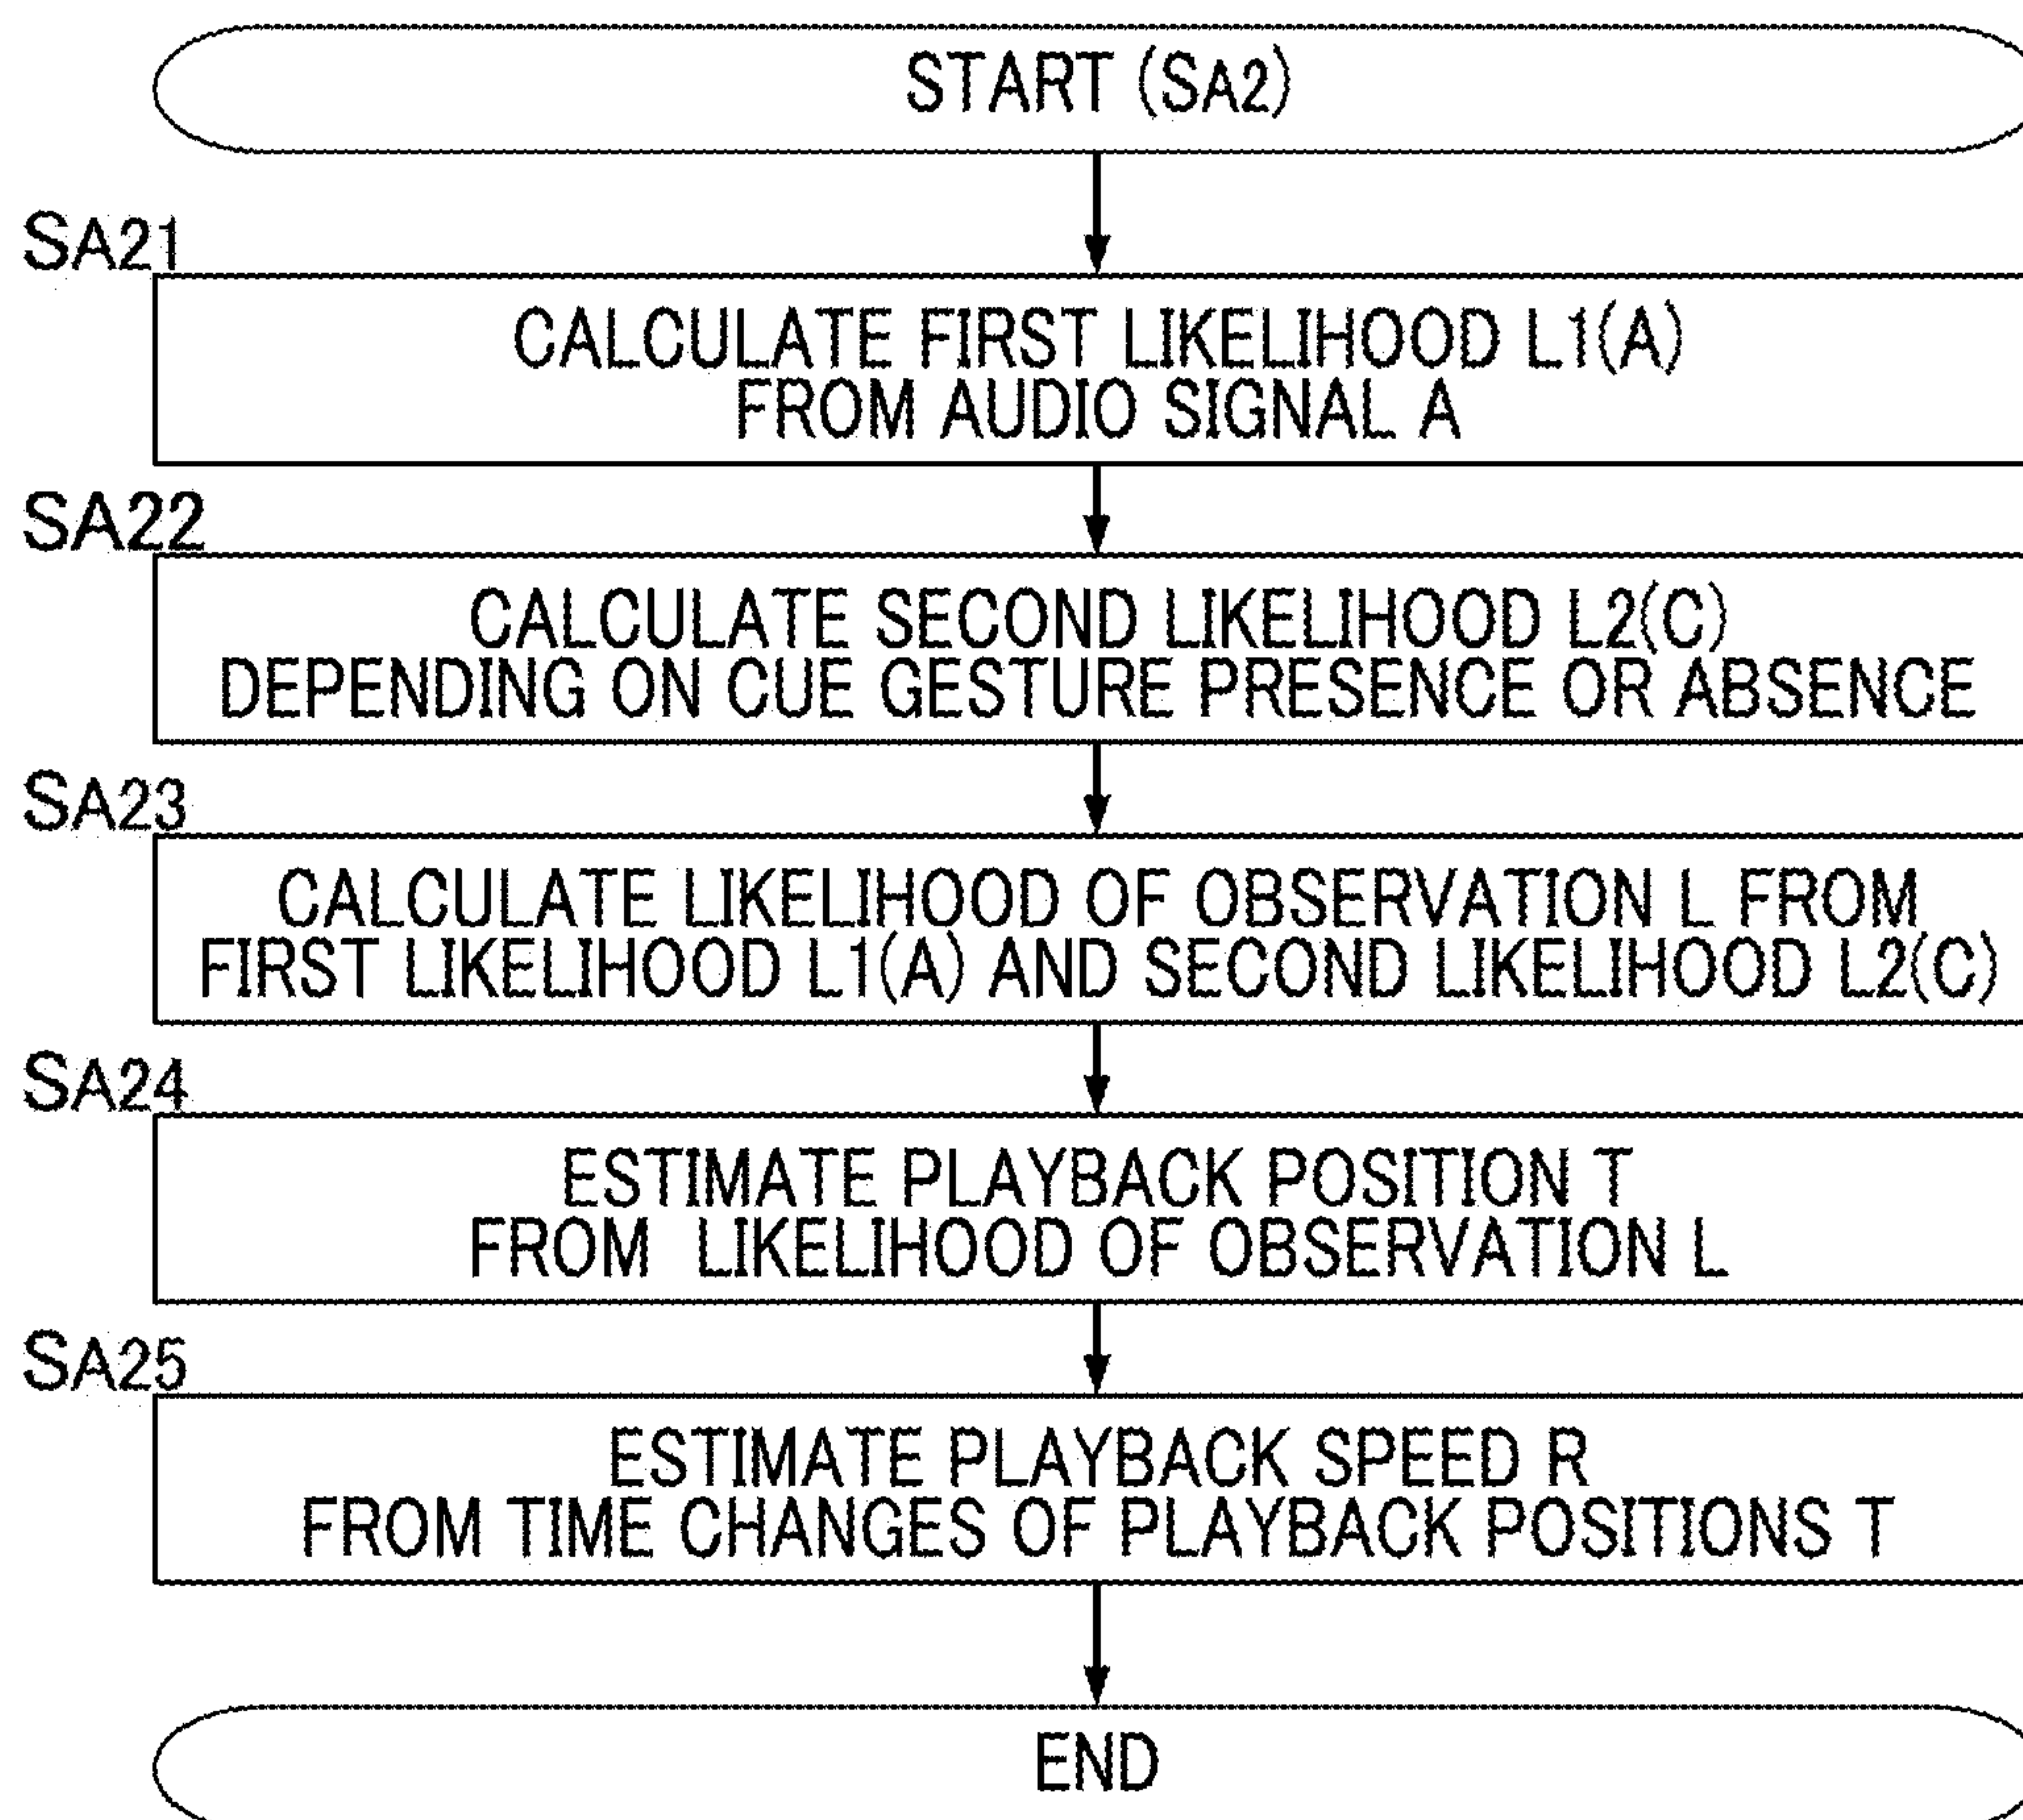 START (SA2)
SA21
CALCULATE FIRST LIKELIHOOD L1(A)
FROM AUDIO SIGNAL A
SA22
CALCULATE SECOND LIKELIHOOD L2(C)
DEPENDING ON CUE GESTURE PRESENCE OR ABSENCE
SA23
CALCULATE LIKELIHOOD OF OBSERVATION L FROM
FIRST LIKELIHOOD L1(A) AND SECOND LIKELIHOOD L2(C)
SA24
ESTIMATE PLAYBACK POSITION T
FROM LIKELIHOOD OF OBSERVATION L
SA25
ESTIMATE PLAYBACK SPEED R
FROM TIME CHANGES OF PLAYBACK POSITIONS T
END